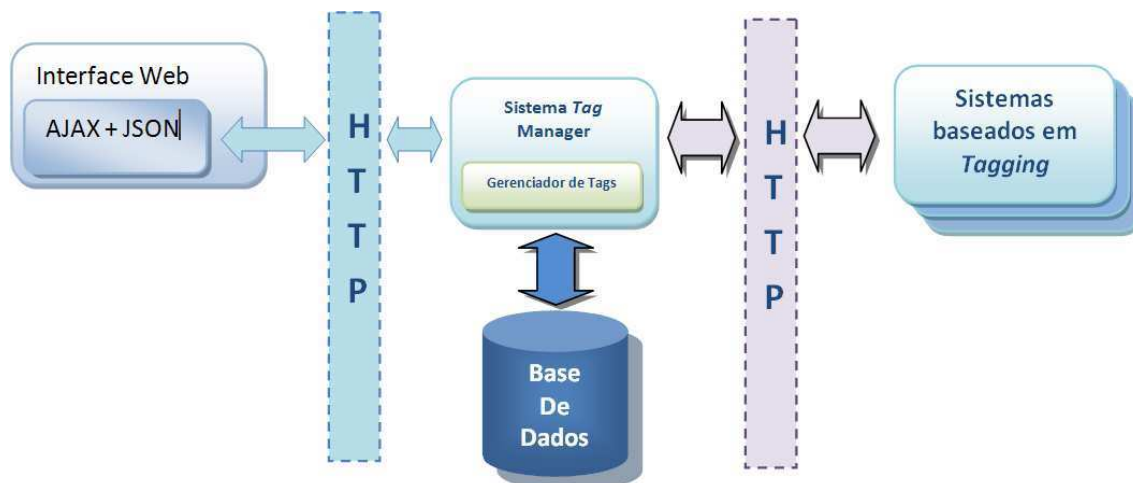 Interface Web
AJAX + JSON
H
T
T
P
Sistema Tag
Manager
Gerenciador de Tags
Base
De
Dados
H
T
T
P
Sistemas
baseados em
Tagging